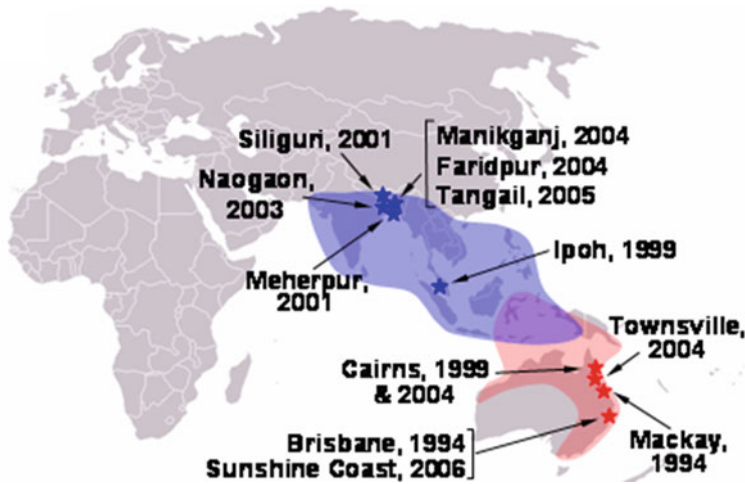 Siliguri, 2001
Manikganj, 2004
Faridpur, 2004
Tangail, 2005
Naogaon,
2003
Meherpur,
2001
Ipoh, 1999
Townsville,
2004
Cairns, 1999
& 2004
Brisbane, 1994
Sunshine Coast, 2006
Mackay,
1994